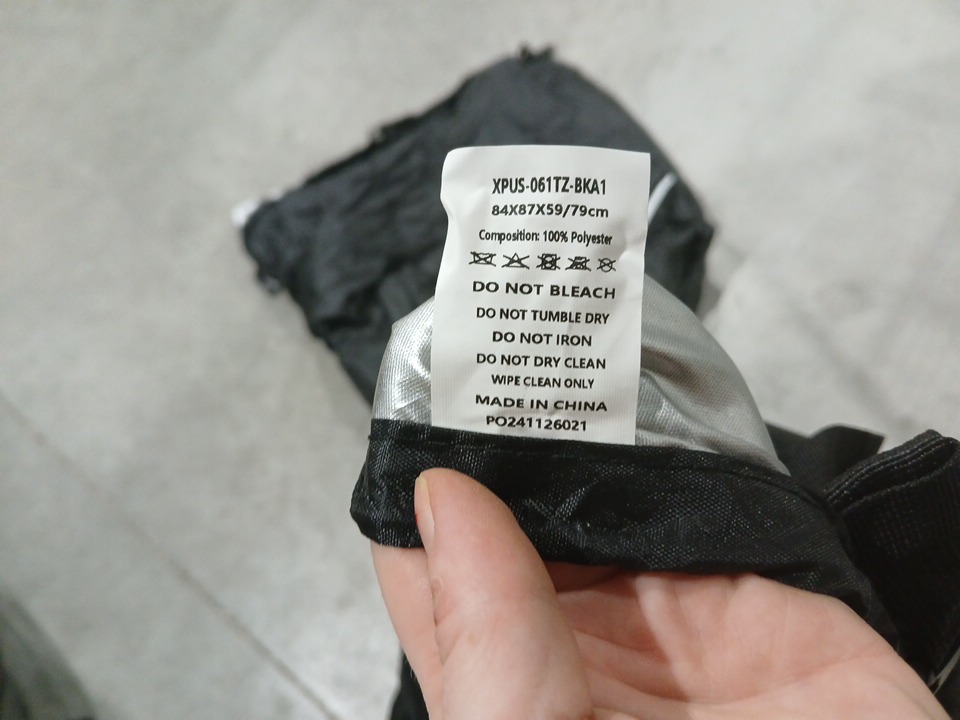 XPUS-061TZ-BKA1
84X87X59/79cm
Composition: 100% Polyester
DO NOT BLEACH
DO NOT TUMBLE DRY
DO NOT IRON
DO NOT DRY CLEAN
WIPE CLEAN ONLY
MADE IN CHINA
PO241126021